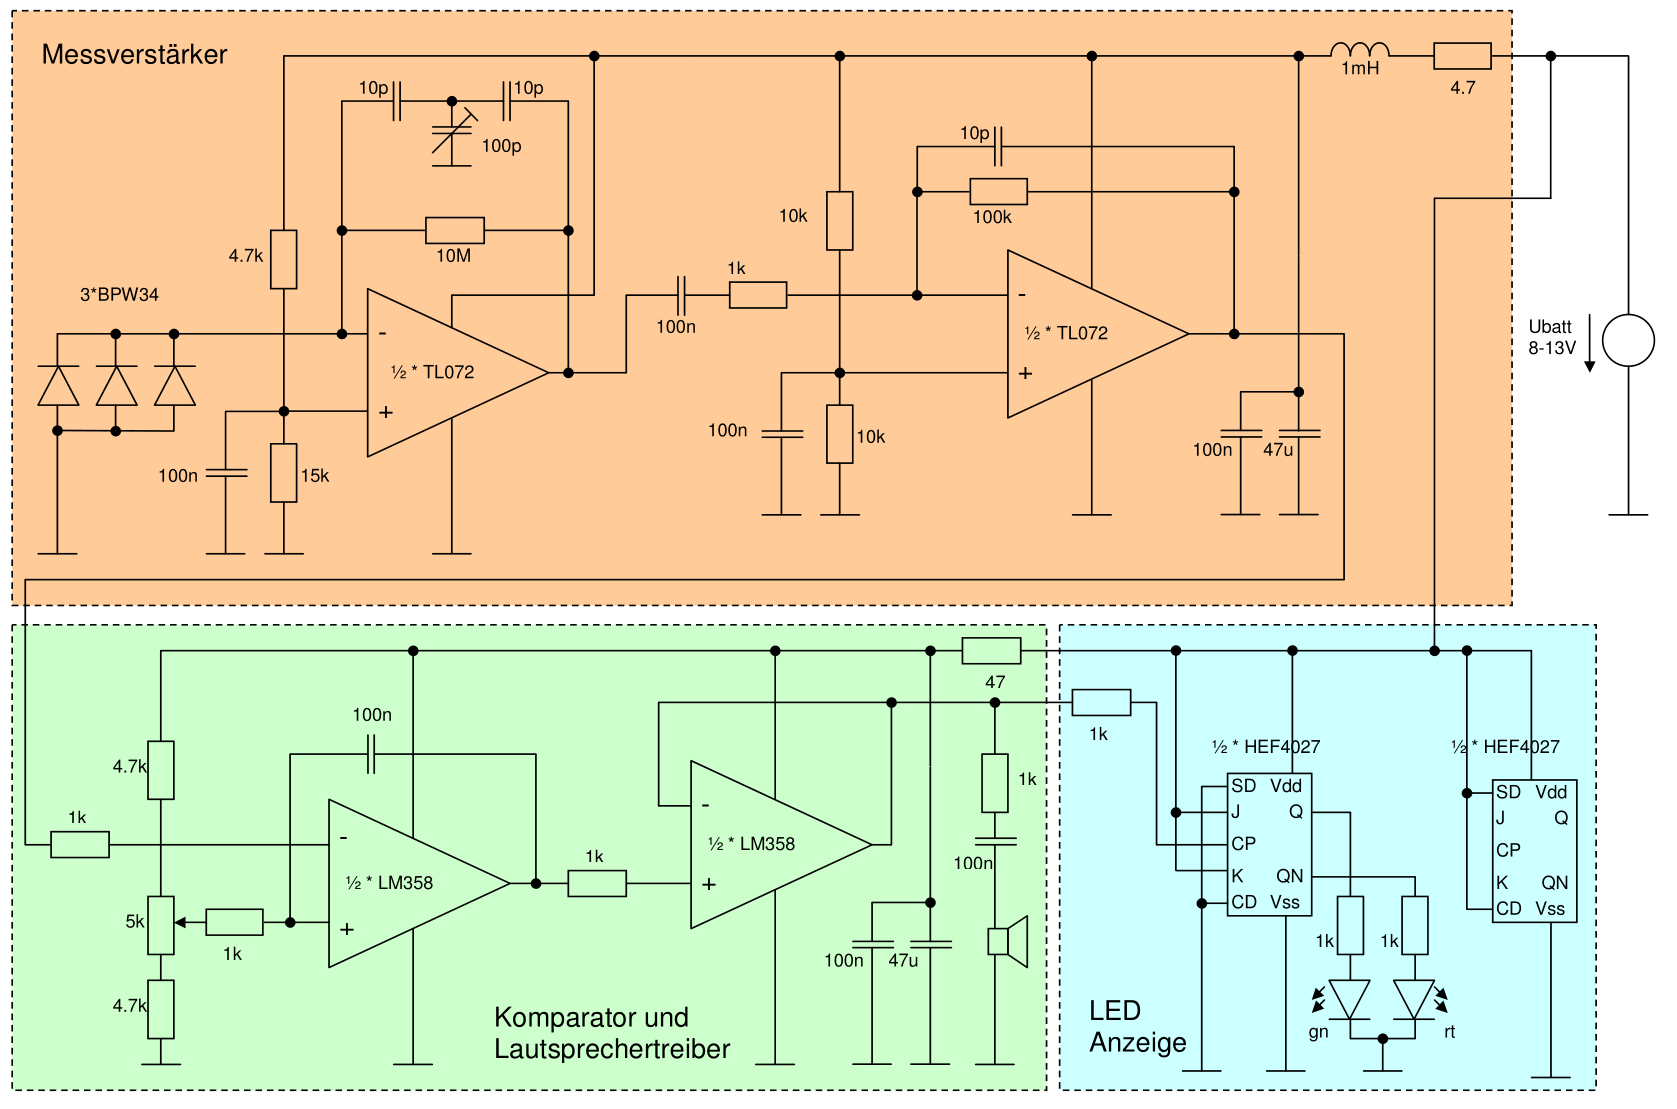 Messverstärker
10p
10p
100p
1mH
4.7
10p
10k
100k
4.7k
10M
3*BPW34
1k
100n
-
½ * TL072
+
-
½ * TL072
+
Ubatt
8-13V
100n
15k
100n
10k
100n
47u
47
100n
1k
½ * HEF4027
½ * HEF4027
4.7k
1k
SD
Vdd
J
Q
CP
K
QN
CD
Vss
SD
Vdd
J
Q
CP
K
QN
CD
Vss
1k
-
½ * LM358
+
1k
-
½ * LM358
+
100n
5k
1k
100n
47u
1k
1k
4.7k
Komparator und
Lautsprechertreiber
LED
Anzeige
gn
rt